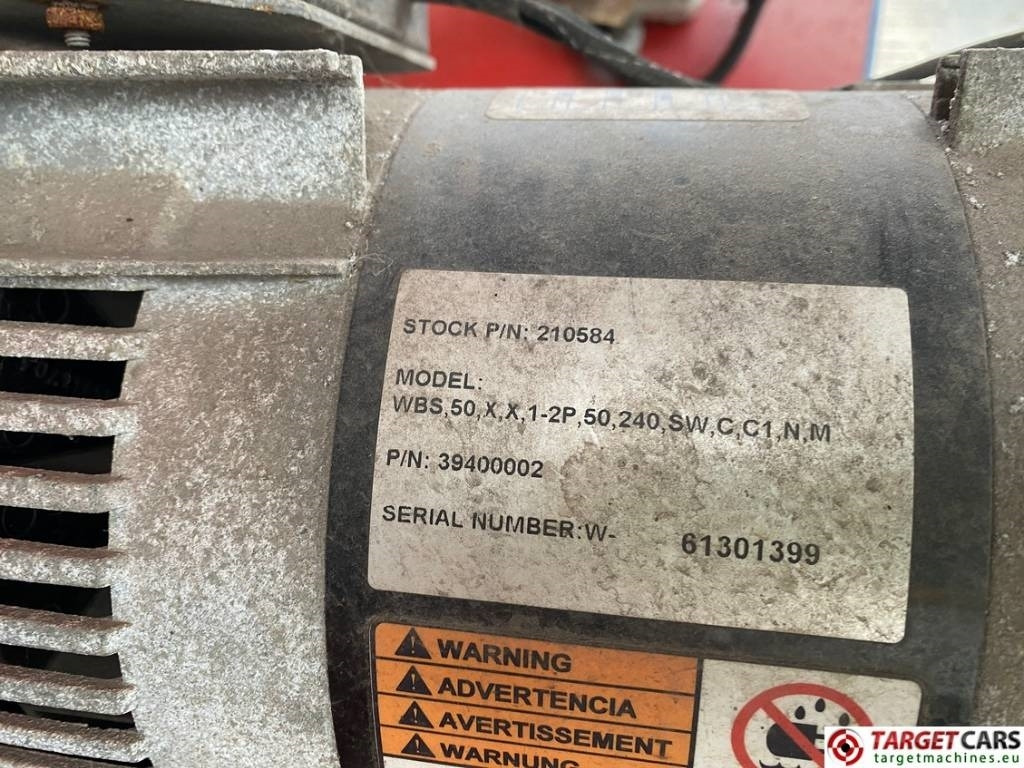 STOCK P/N: 210584
MODEL:
WBS,50,X,X,1-2P,50,240,SW,C,C1,N,M
P/N: 39400002
SERIAL NUMBER:W- 61301399
WARNING
ADVERTENCIA
AVERTISSEMENT
WARNUNG
TARGETCARS
targetmachines.eu